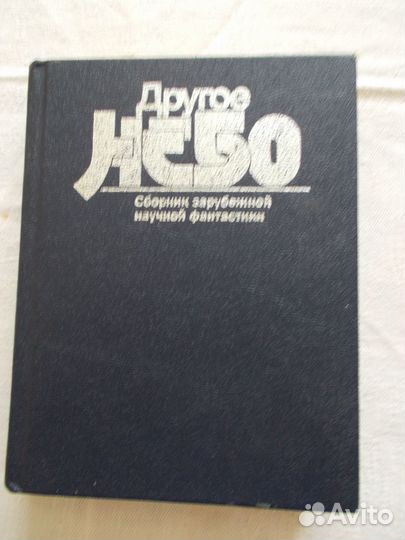 Другое
НЕБО
Сборник зарубежной
научной фантастики
Avito